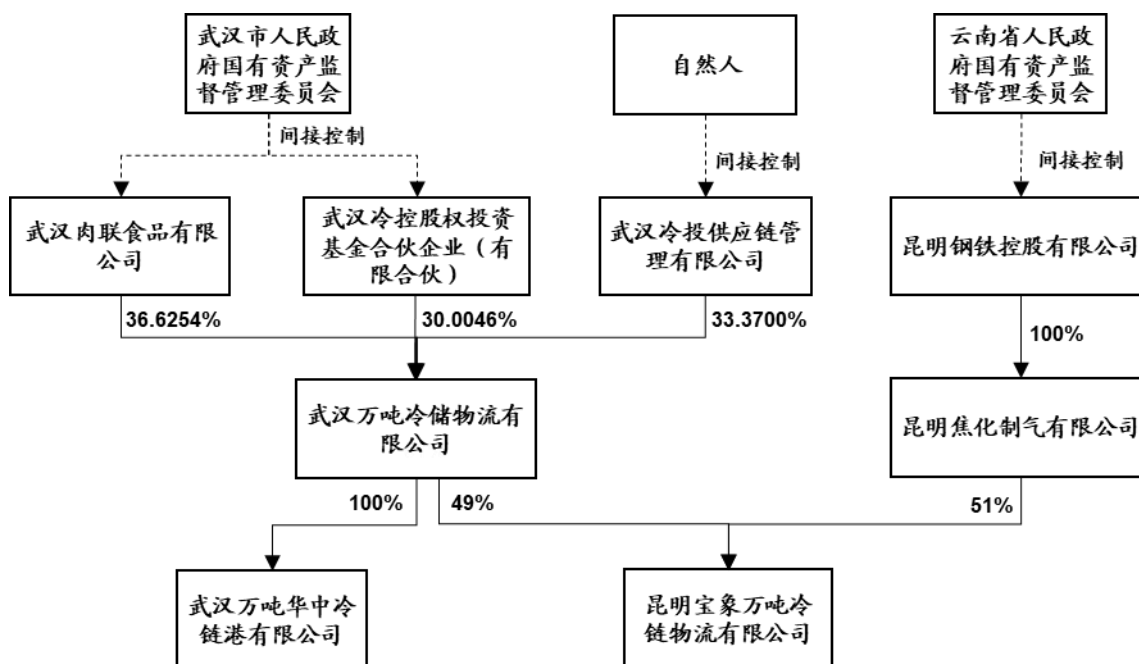 武汉市人民政
府国有资产监
督管理委员会
自然人
云南省人民政
府国有资产监
督管理委员会
间接控制
间接控制
间接控制
武汉肉联食品有限
公司
武汉冷控股权投资
基金合伙企业（有
限合伙）
武汉冷投供应链管
理有限公司
昆明钢铁控股有限公司
36.6254%
30.0046%
33.3700%
100%
武汉万吨冷储物流有
限公司
昆明焦化制气有限公司
100%
49%
51%
武汉万吨华中冷
链港有限公司
昆明宝象万吨冷
链物流有限公司